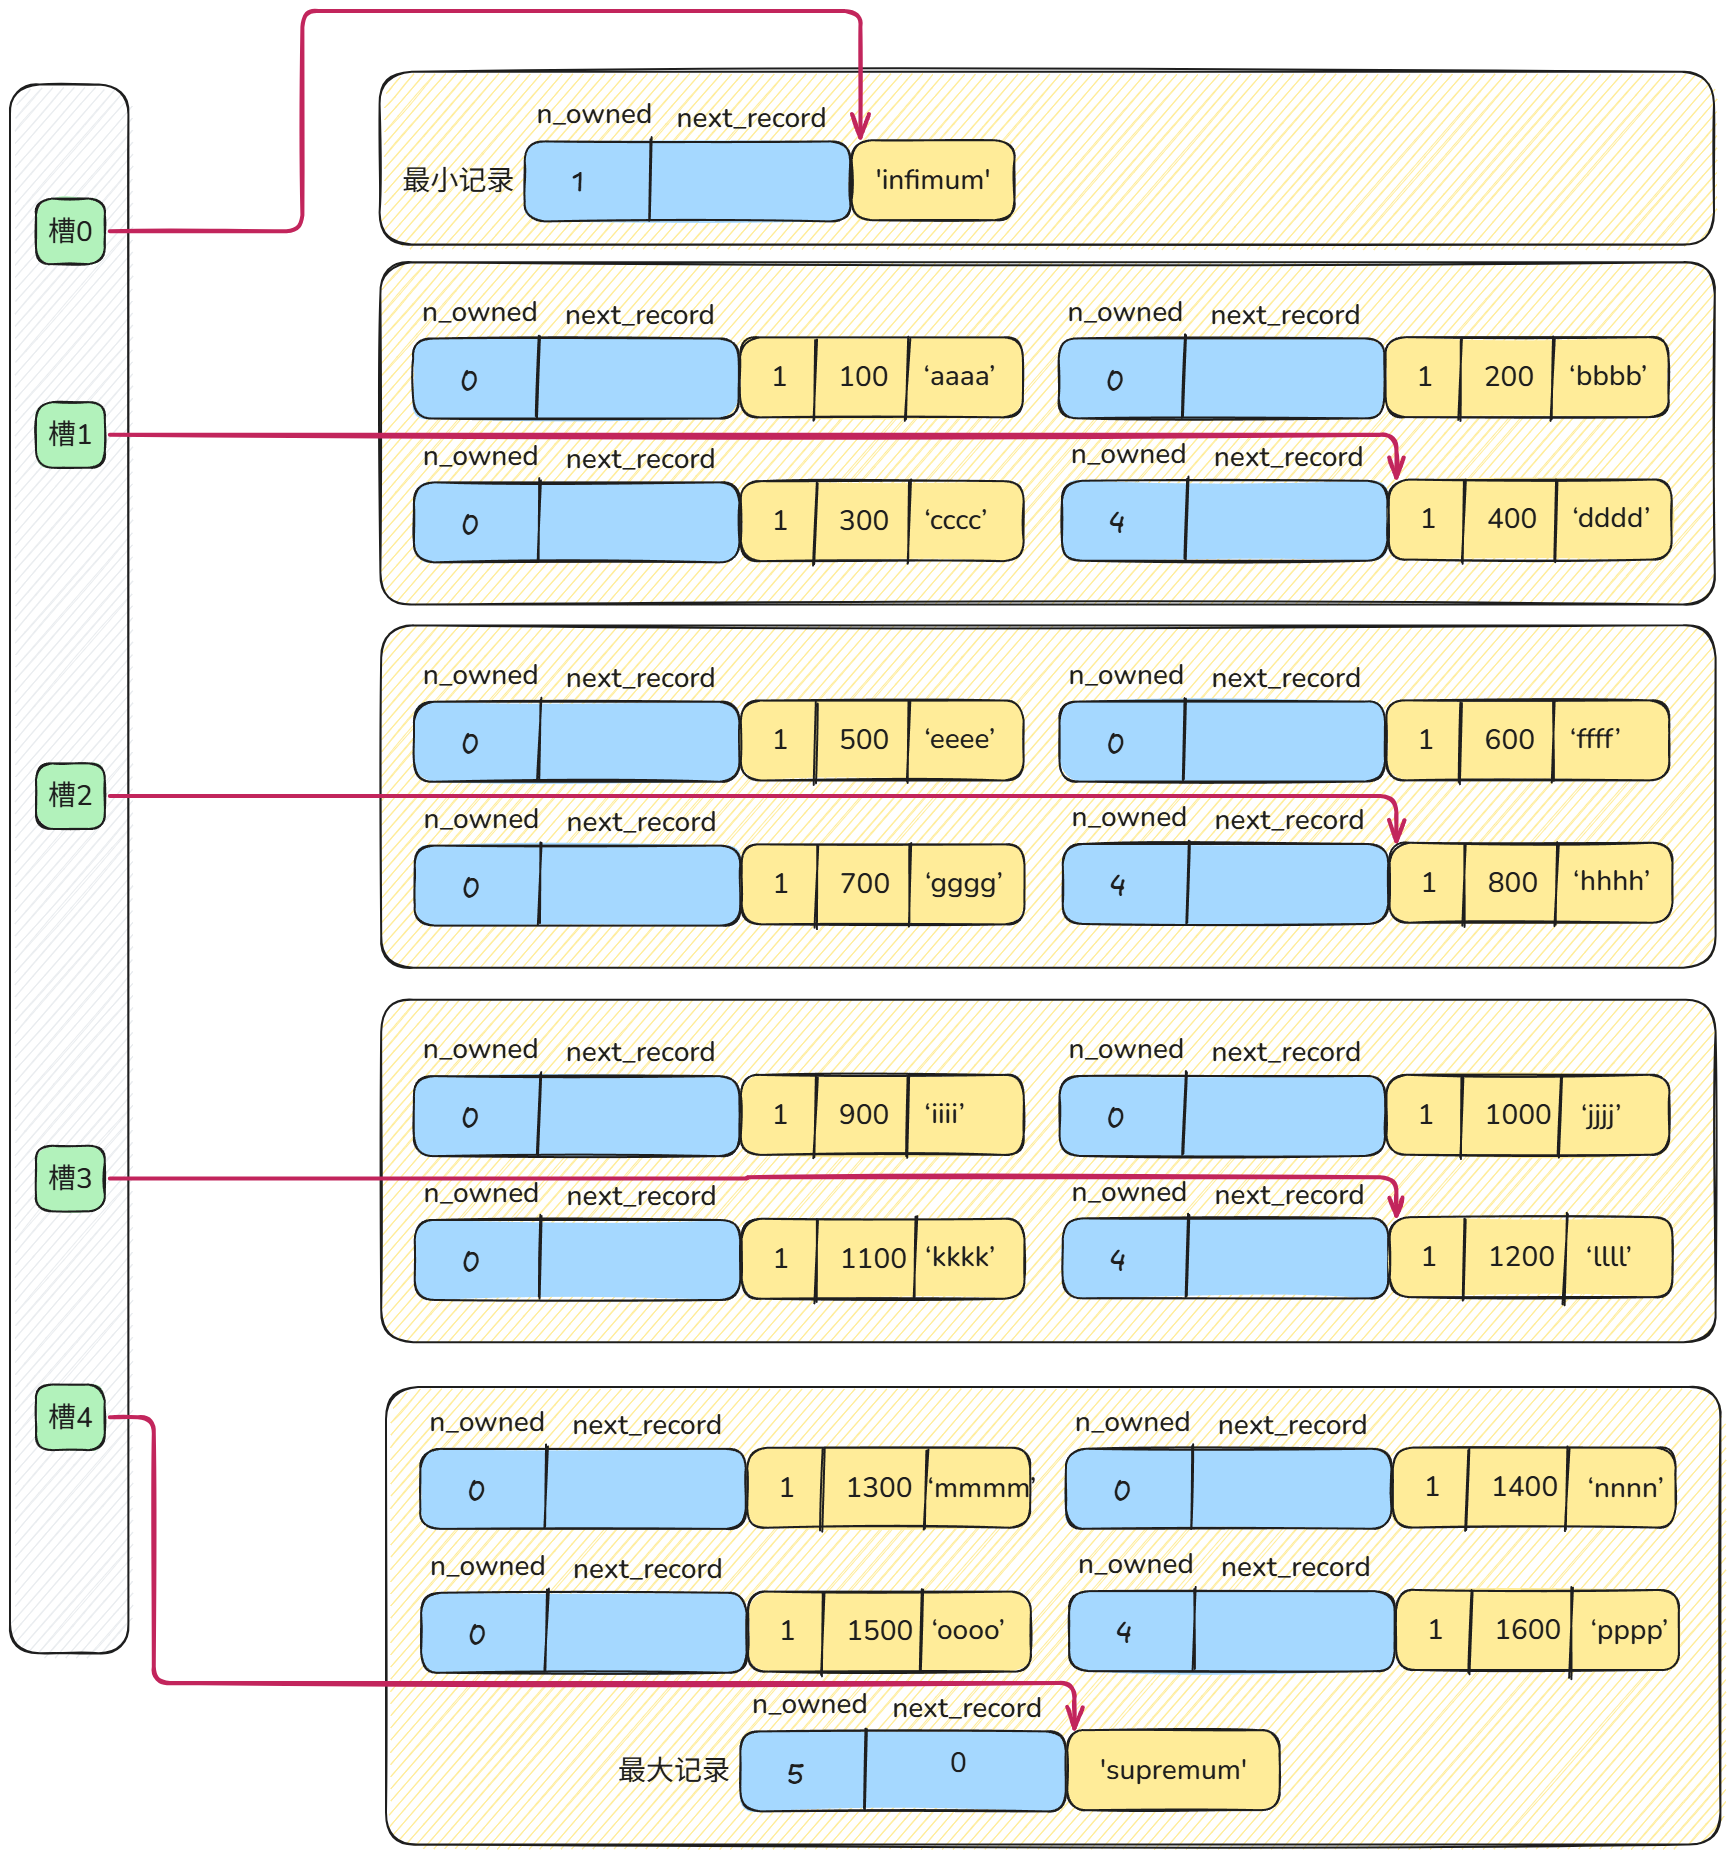 n_owned next_record
最小记录 1 'infimum'
槽0
n_owned next_record n_owned next_record
0 1 100 ‘aaaa’ 0 1 200 ‘bbbb’
槽1
n_owned next_record n_owned next_record
0 1 300 ‘cccc’ 4 1 400 ‘dddd’
n_owned next_record n_owned next_record
0 1 500 ‘eeee’ 0 1 600 ‘ffff’
槽2
n_owned next_record n_owned next_record
0 1 700 ‘gggg’ 4 1 800 ‘hhhh’
n_owned next_record n_owned next_record
0 1 900 ‘iiii’ 0 1 1000 ‘jjjj’
槽3
n_owned next_record n_owned next_record
0 1 1100 ‘kkkk’ 4 1 1200 ‘llll’
槽4
n_owned next_record n_owned next_record
0 1 1300 ‘mmmm’ 0 1 1400 ‘nnnn’
n_owned next_record n_owned next_record
0 1 1500 ‘oooo’ 4 1 1600 ‘pppp’
n_owned next_record
最大记录 5 0 'supremum'